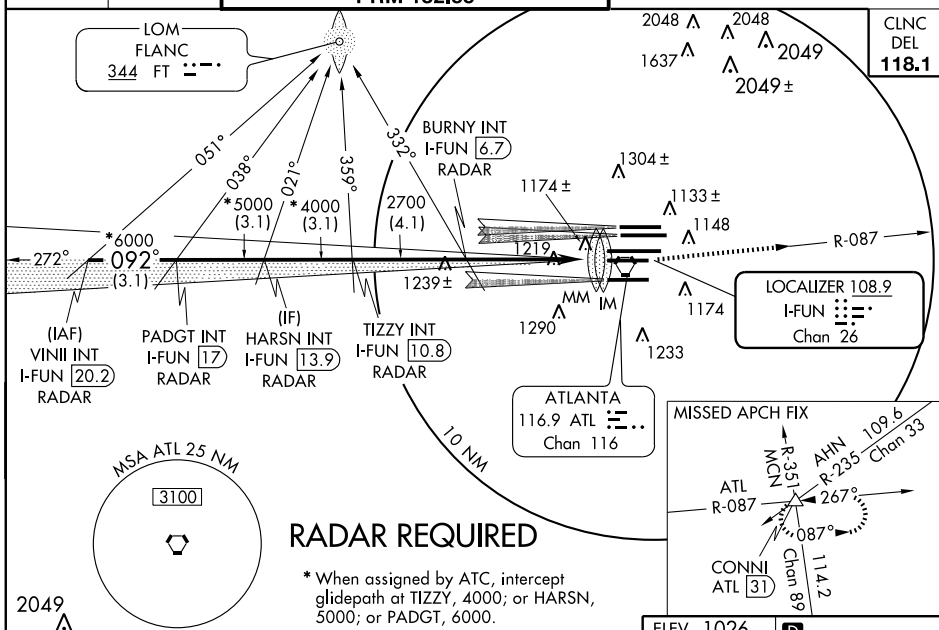 LOM
FLANC
344 FT
2048
2048
2049
1637
2049±
CLNC
DEL
118.1
051°
038°
021°
359°
332°
BURNY INT
I-FUN 6.7
RADAR
1304±
1174±
1133±
1148
*5000
(3.1)
*4000
(3.1)
2700
(4.1)
*6000
272°
092°
(3.1)
1219
R-087
1239±
MM
IM
1290
1174
1233
LOCALIZER 108.9
I-FUN
Chan 26
(IAF)
VINII INT
I-FUN 20.2
RADAR
PADGT INT
I-FUN 17
RADAR
(IF)
HARSN INT
I-FUN 13.9
RADAR
TIZZY INT
I-FUN 10.8
RADAR
ATLANTA
116.9 ATL
Chan 116
10 NM
MSA ATL 25 NM
3100
RADAR REQUIRED
* When assigned by ATC, intercept
glidepath at TIZZY, 4000; or HARSN,
5000; or PADGT, 6000.
2049
MISSED APCH FIX
R-351
MCN
AHN 109.6
R-235 Chan 33
ATL
R-087
267°
087°
CONNI
ATL 31
114.2
Chan 89
ELEV 1026
D